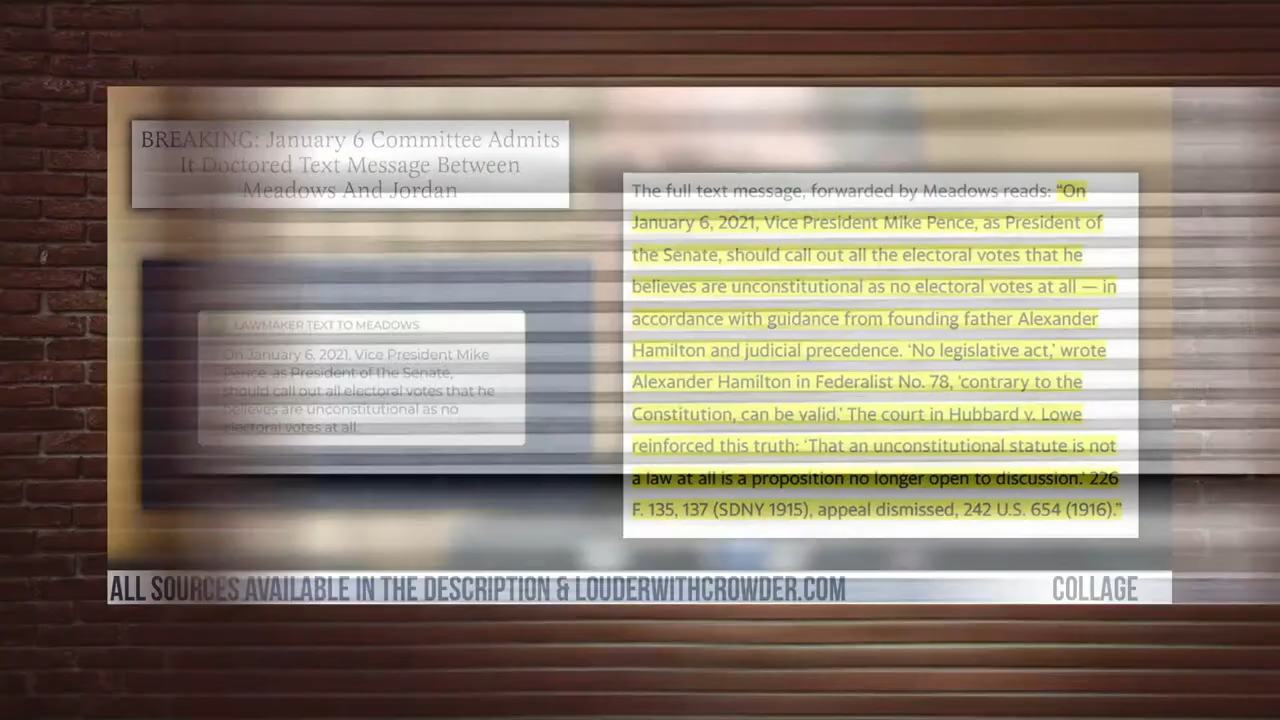 BREAKING: January 6 Committee Admits
It Doctored Text Message Between
Meadows And Jordan
LAWMAKER TEXT TO MEADOWS
On January 6, 2021, Vice President Mike
Pence, as President of the Senate,
should call out all electoral votes that he
believes are unconstitutional as no
electoral votes at all.
The full text message, forwarded by Meadows reads: “On
January 6, 2021, Vice President Mike Pence, as President of
the Senate, should call out all the electoral votes that he
believes are unconstitutional as no electoral votes at all — in
accordance with guidance from founding father Alexander
Hamilton and judicial precedence. ‘No legislative act,’ wrote
Alexander Hamilton in Federalist No. 78, ‘contrary to the
Constitution, can be valid.’ The court in Hubbard v. Lowe
reinforced this truth: ‘That an unconstitutional statute is not
a law at all is a proposition no longer open to discussion.’ 226
F. 135, 137 (SDNY 1915), appeal dismissed, 242 U.S. 654 (1916).”
ALL SOURCES AVAILABLE IN THE DESCRIPTION & LOUDERWITHCROWDER.COM
COLLAGE